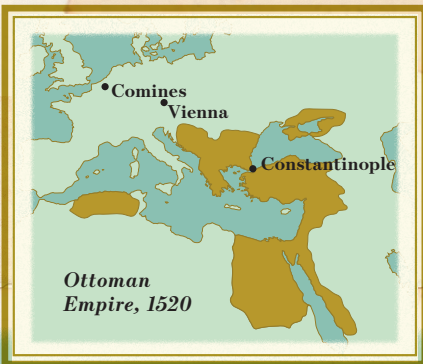 Comines
Vienna
Constantinople
Ottoman
Empire, 1520